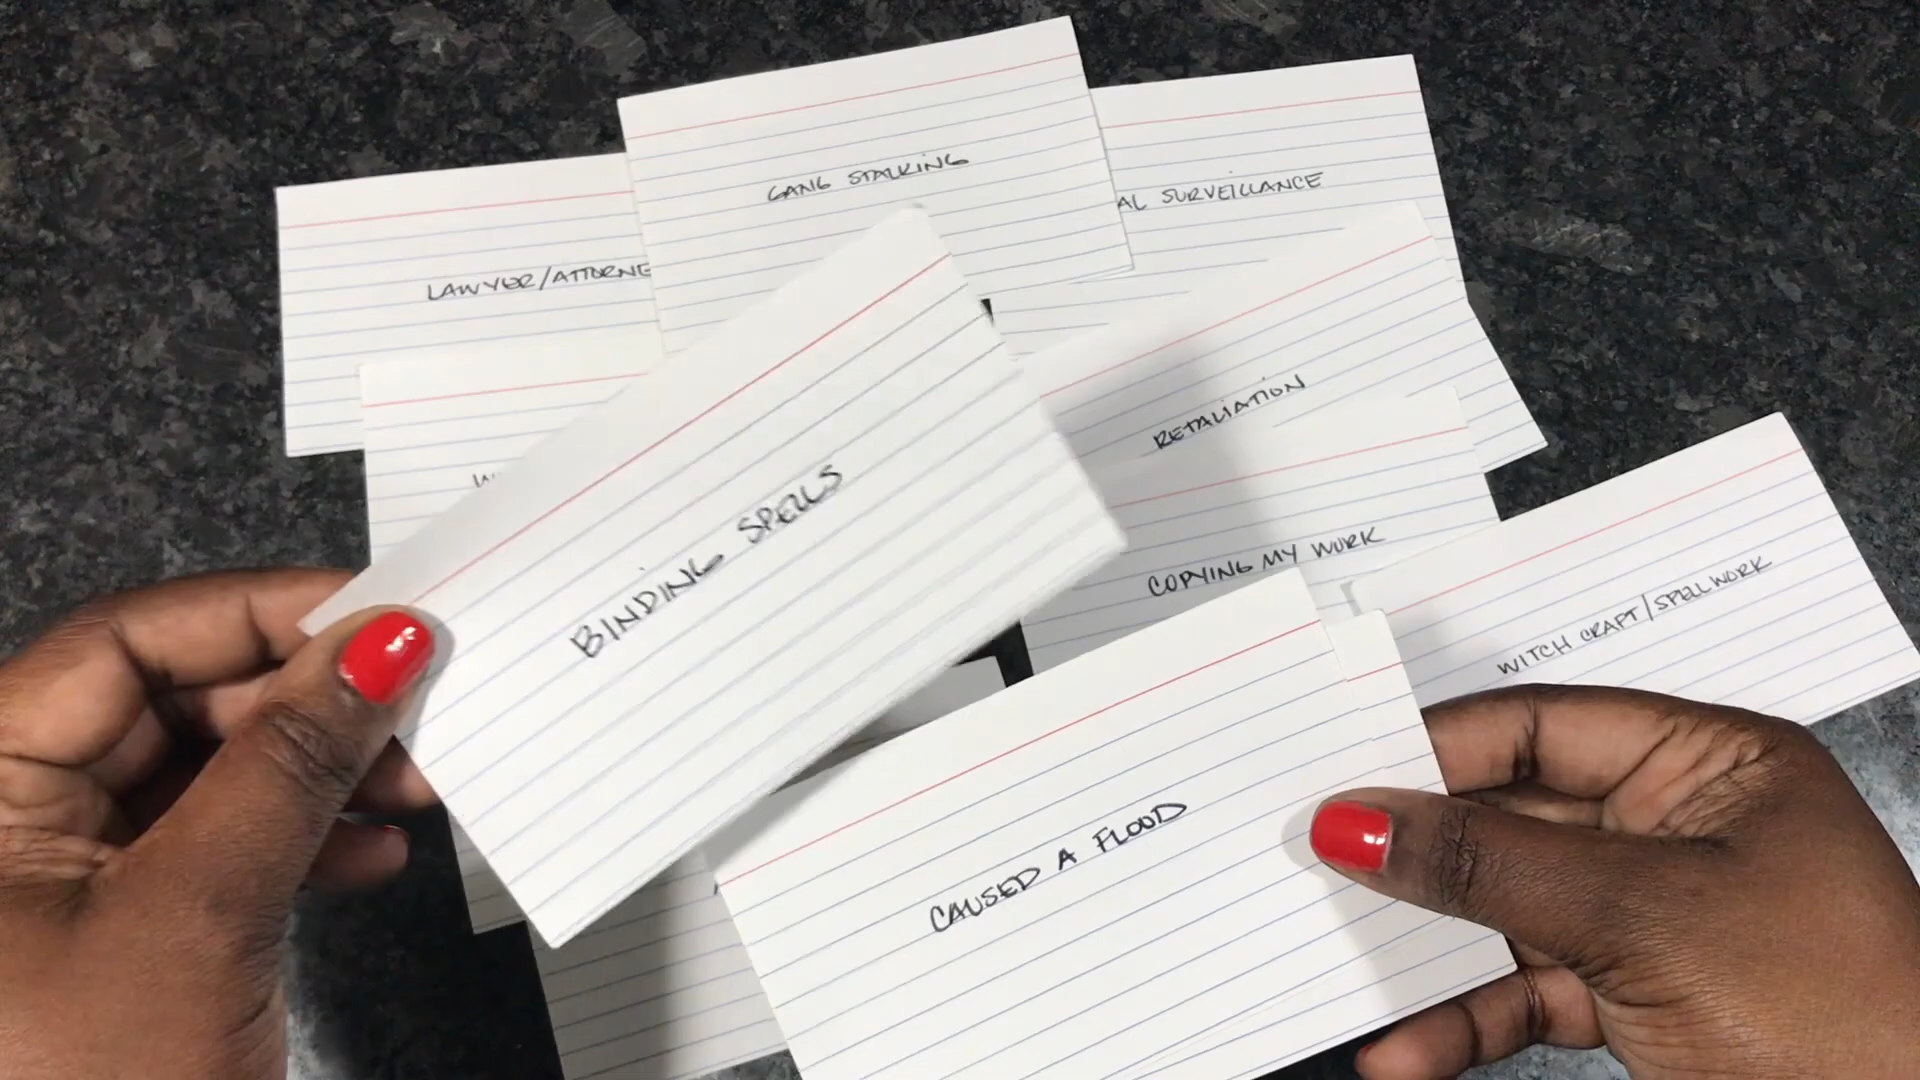 GANG STALKING
AL SURVEILLANCE
LAWYER/ATTORNE
RETALIATION
BINDING SPELLS
COPYING MY WORK
WITCH CRAFT/SPELLWORK
CAUSED A FLOOD